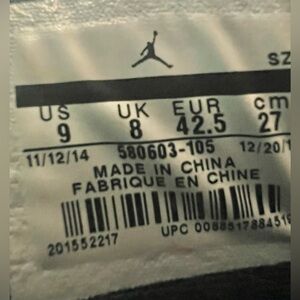 SZ
US UK EUR cm
9 8 42.5 27
11/12/14 580603-105 12/20/1
MADE IN CHINA
FABRIQUE EN CHINE
201552217
UPC